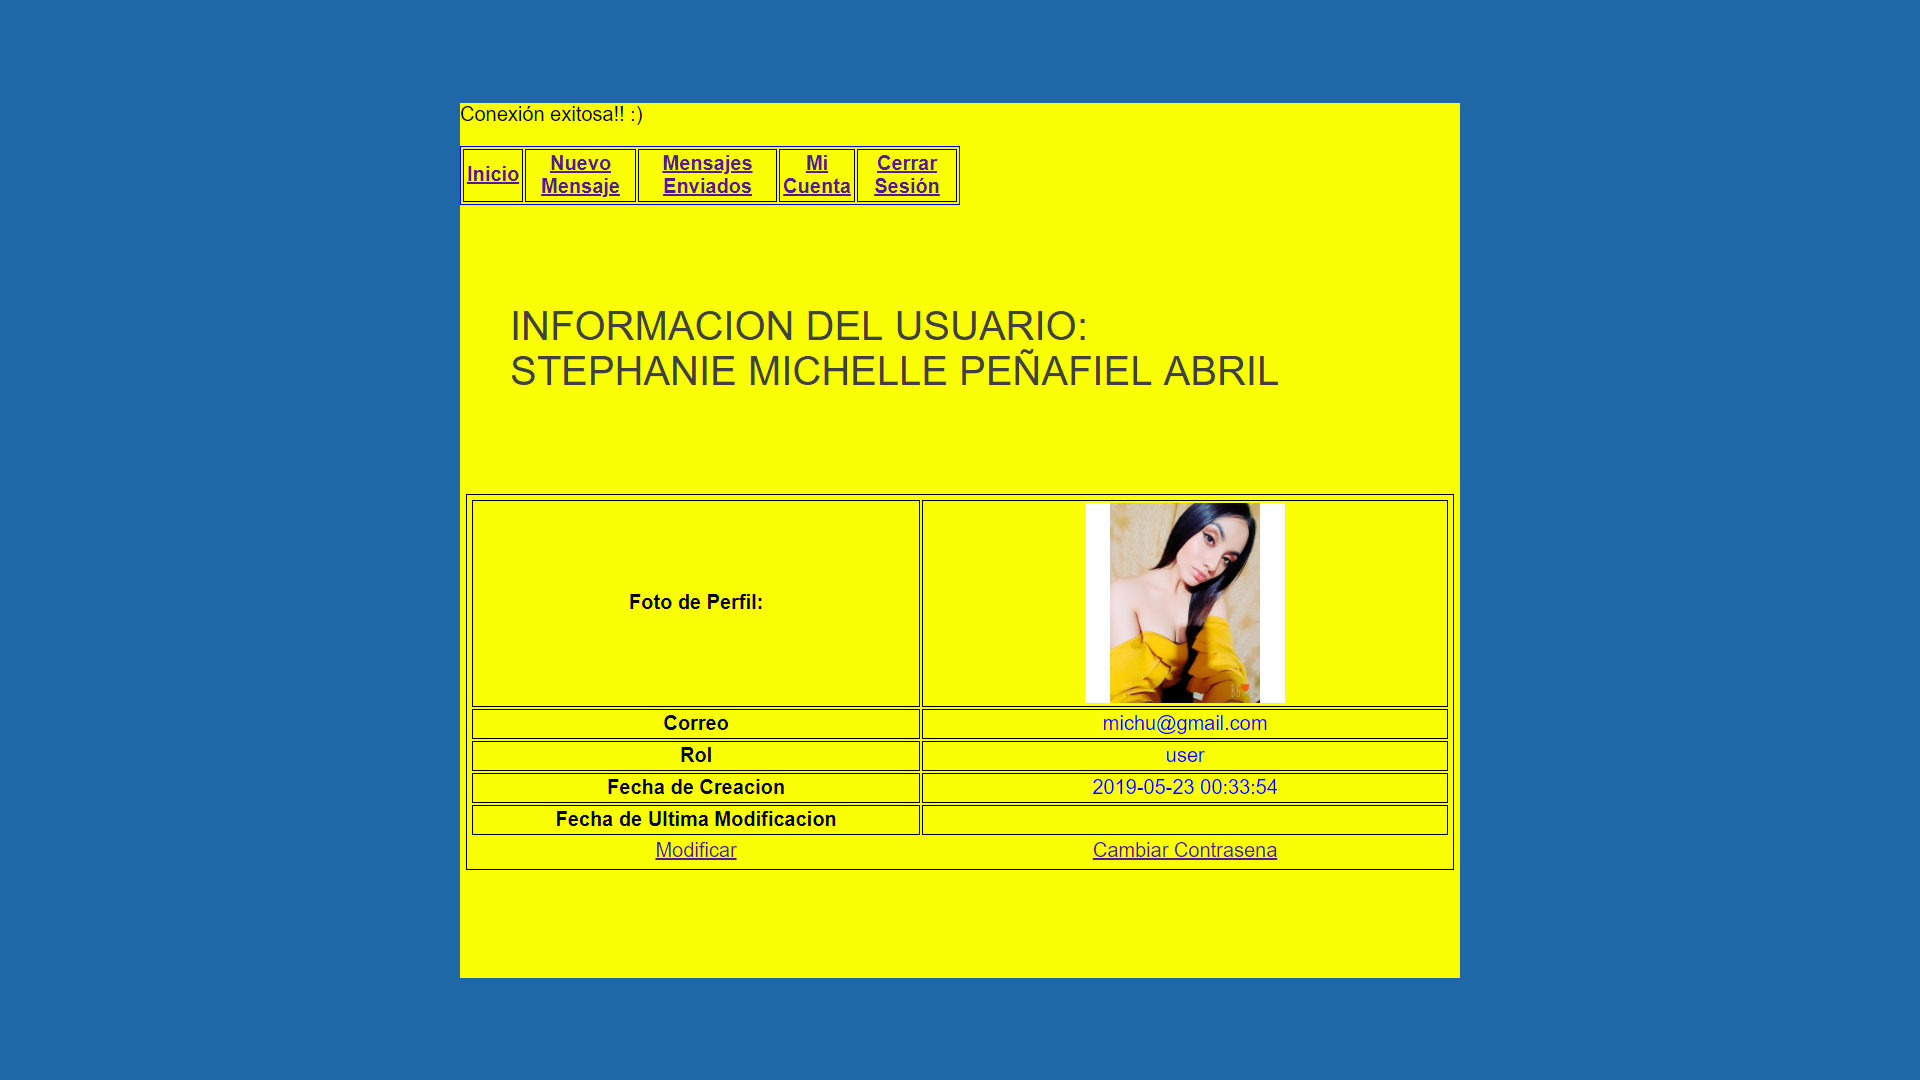 Conexión exitosa!! :)
Inicio
Nuevo
Mensaje
Mensajes
Enviados
Mi
Cuenta
Cerrar
Sesión
INFORMACION DEL USUARIO:
STEPHANIE MICHELLE PEÑAFIEL ABRIL
Foto de Perfil:
Correo
michu@gmail.com
Rol
user
Fecha de Creacion
2019-05-23 00:33:54
Fecha de Ultima Modificacion
Modificar
Cambiar Contrasena